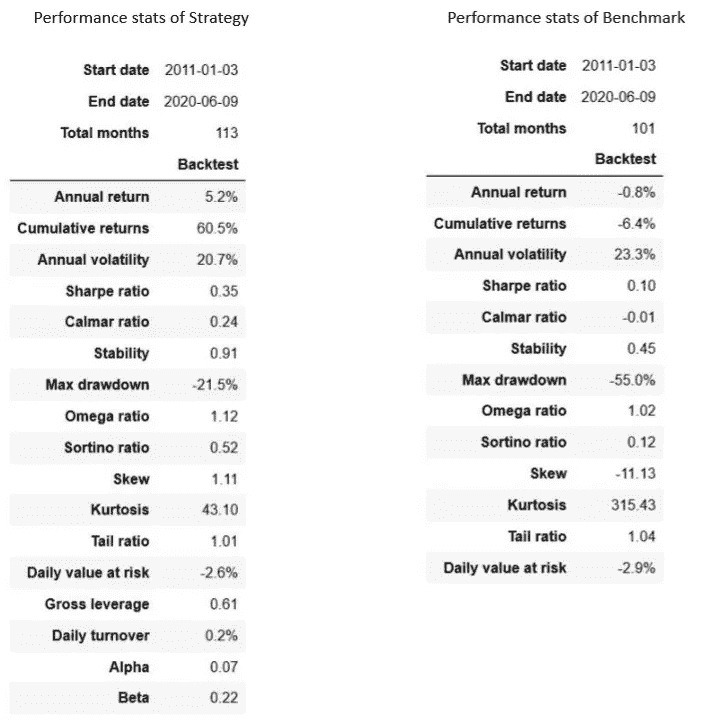 Performance stats of Strategy
Start date 2011-01-03
End date 2020-06-09
Total months 113
Backtest
Annual return 5.2%
Cumulative returns 60.5%
Annual volatility 20.7%
Sharpe ratio 0.35
Calmar ratio 0.24
Stability 0.91
Max drawdown -21.5%
Omega ratio 1.12
Sortino ratio 0.52
Skew 1.11
Kurtosis 43.10
Tail ratio 1.01
Daily value at risk -2.6%
Gross leverage 0.61
Daily turnover 0.2%
Alpha 0.07
Beta 0.22
Performance stats of Benchmark
Start date 2011-01-03
End date 2020-06-09
Total months 101
Backtest
Annual return -0.8%
Cumulative returns -6.4%
Annual volatility 23.3%
Sharpe ratio 0.10
Calmar ratio -0.01
Stability 0.45
Max drawdown -55.0%
Omega ratio 1.02
Sortino ratio 0.12
Skew -11.13
Kurtosis 315.43
Tail ratio 1.04
Daily value at risk -2.9%